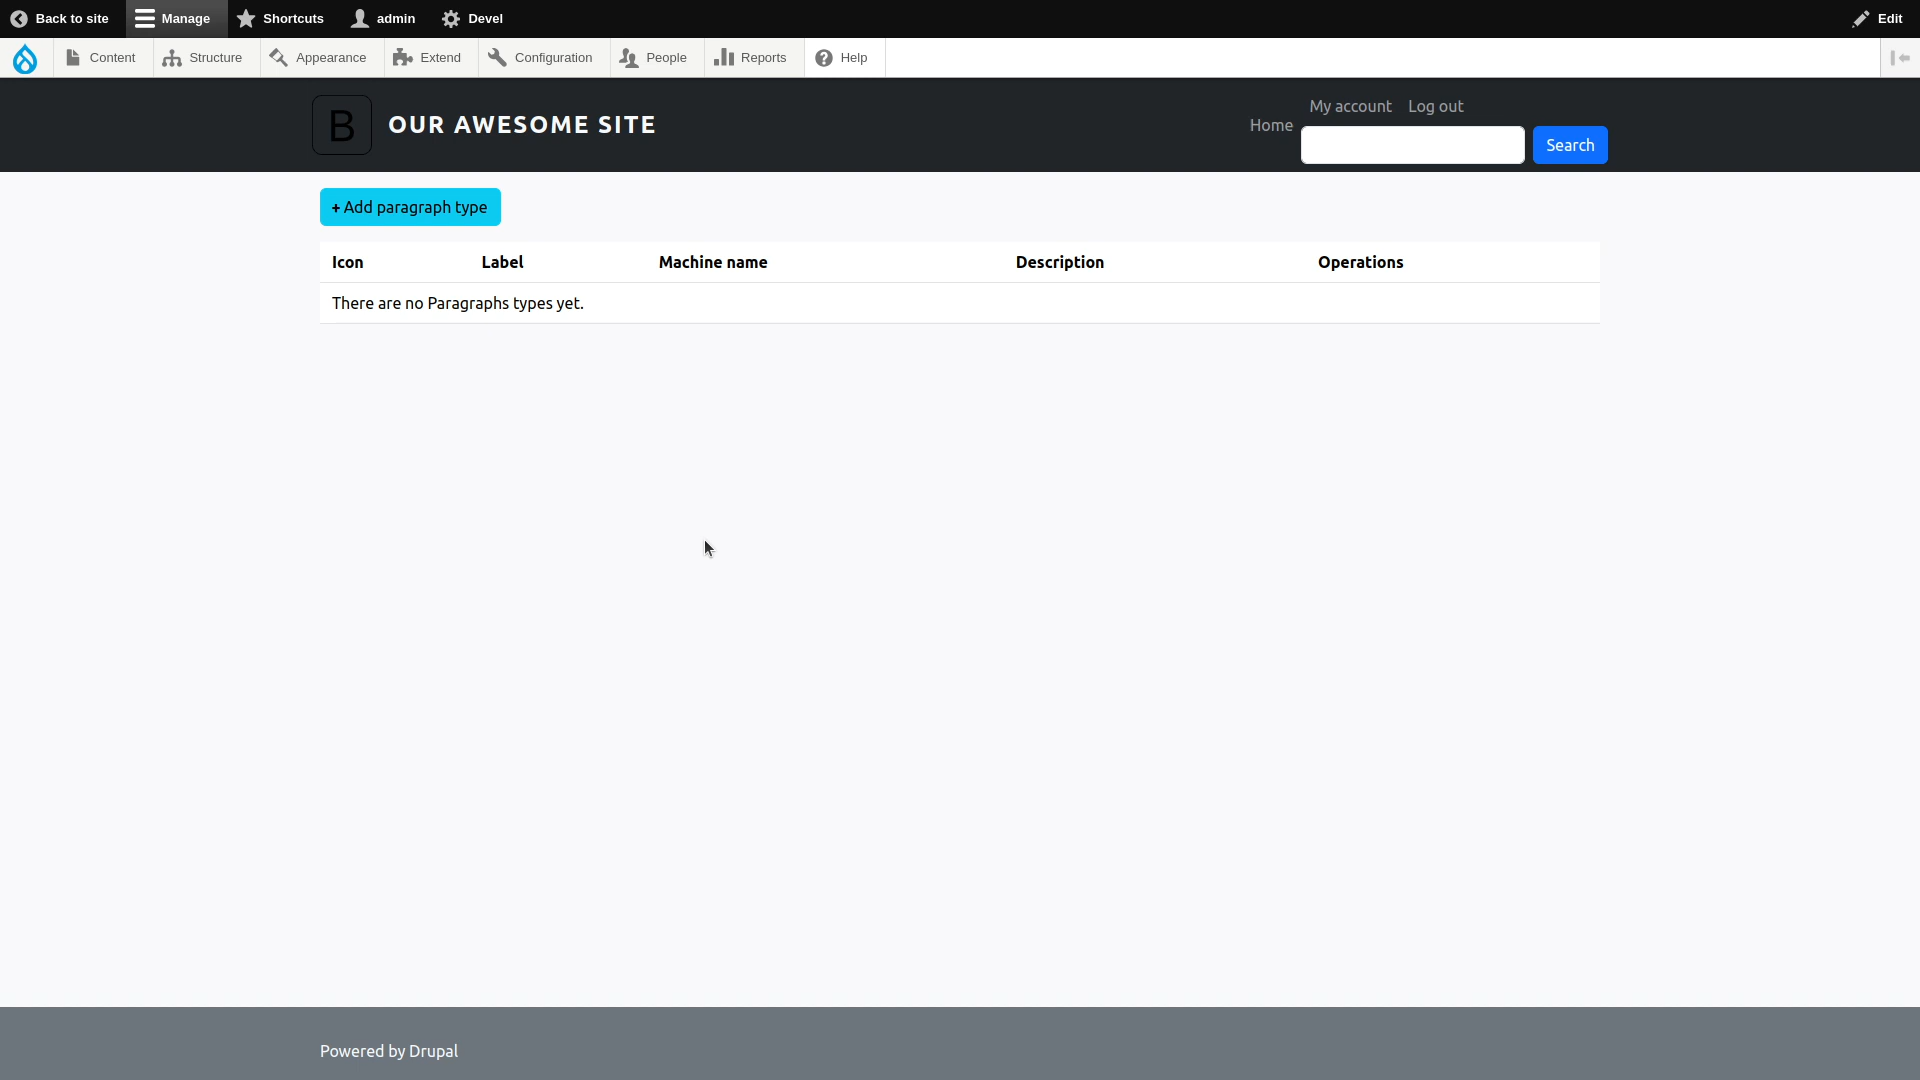 Back to site Manage Shortcuts admin Devel Edit
Content Structure Appearance Extend Configuration People Reports Help
B OUR AWESOME SITE
My account Log out
Home
Search
+ Add paragraph type
Icon Label Machine name Description Operations
There are no Paragraphs types yet.
Powered by Drupal